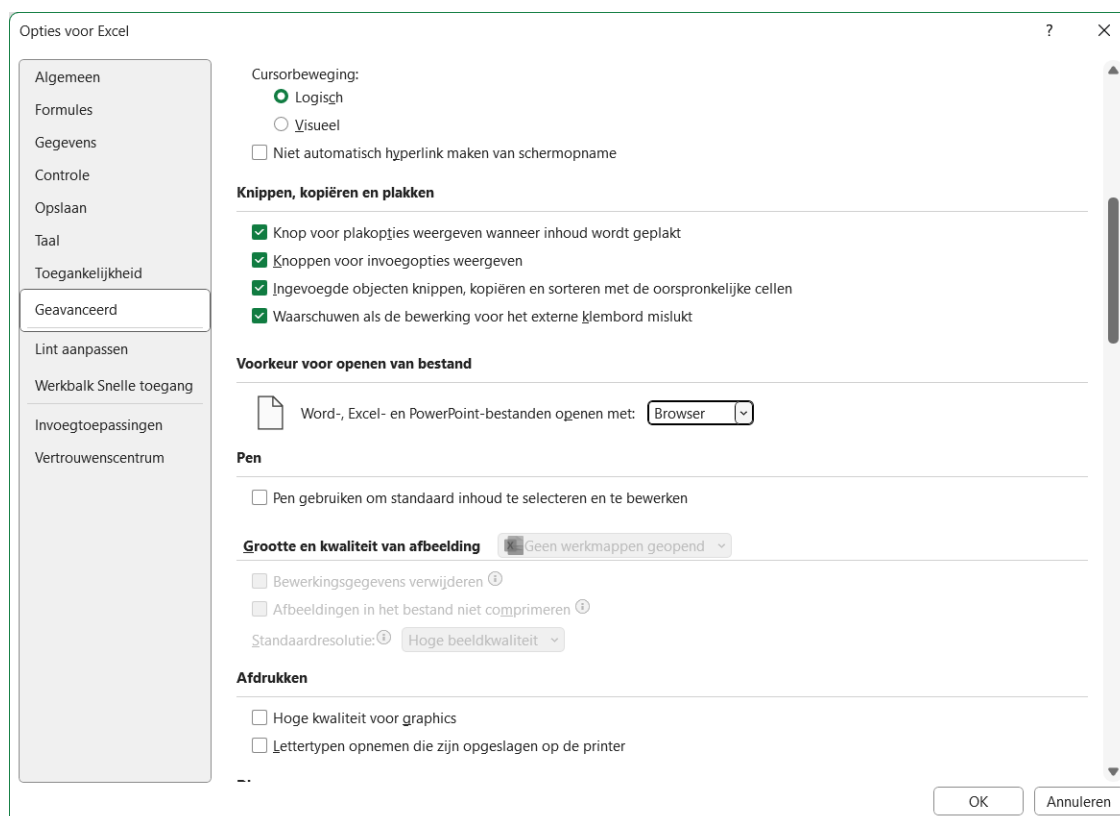 Opties voor Excel
?
Algemeen
Formules
Gegevens
Controle
Opslaan
Taal
Toegankelijkheid
Geavanceerd
Lint aanpassen
Werkbalk Snelle toegang
Invoegtoepassingen
Vertrouwenscentrum
Cursorbeweging:
Logisch
Visueel
Niet automatisch hyperlink maken van schermopname
Knippen, kopiëren en plakken
Knop voor plakopties weergeven wanneer inhoud wordt geplakt
Knoppen voor invoegopties weergeven
Ingevoegde objecten knippen, kopiëren en sorteren met de oorspronkelijke cellen
Waarschuwen als de bewerking voor het externe klembord mislukt
Voorkeur voor openen van bestand
Word-, Excel- en PowerPoint-bestanden openen met: Browser
Pen
Pen gebruiken om standaard inhoud te selecteren en te bewerken
Grootte en kwaliteit van afbeelding Geen werkmappen geopend
Bewerkingsgegevens verwijderen
Afbeeldingen in het bestand niet comprimeren
Standaardresolutie: Hoge beeldkwaliteit
Afdrukken
Hoge kwaliteit voor graphics
Lettertypen opnemen die zijn opgeslagen op de printer
OK
Annuleren